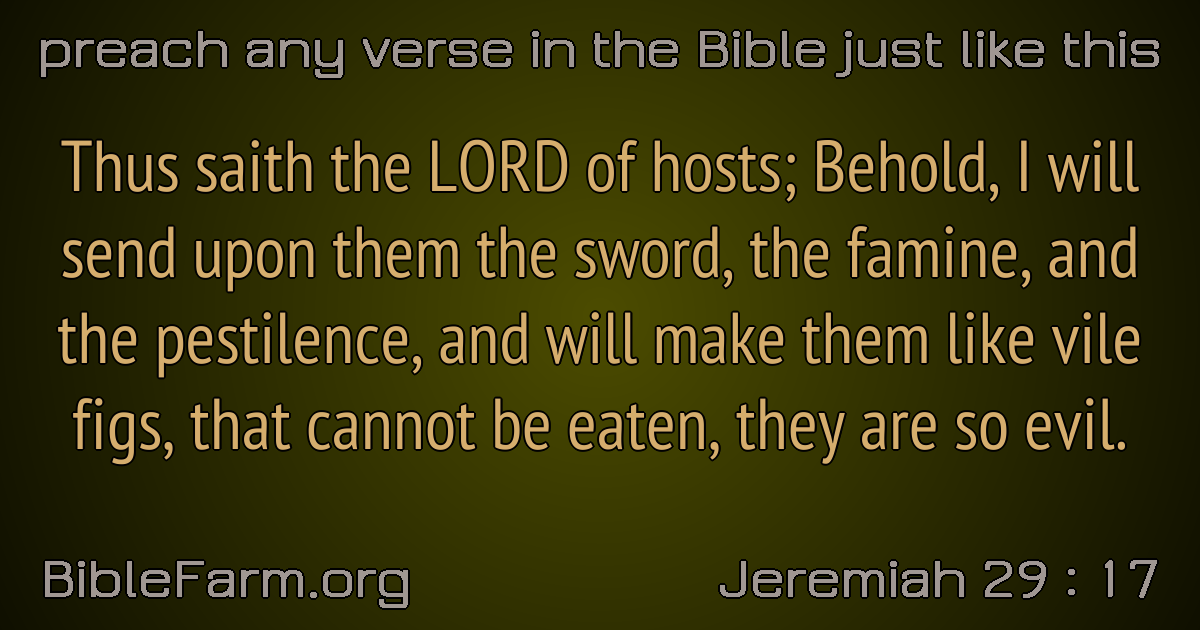 preach any verse in the Bible just like this
Thus saith the LORD of hosts; Behold, I will
send upon them the sword, the famine, and
the pestilence, and will make them like vile
figs, that cannot be eaten, they are so evil.
BibleFarm.org
Jeremiah 29 : 17